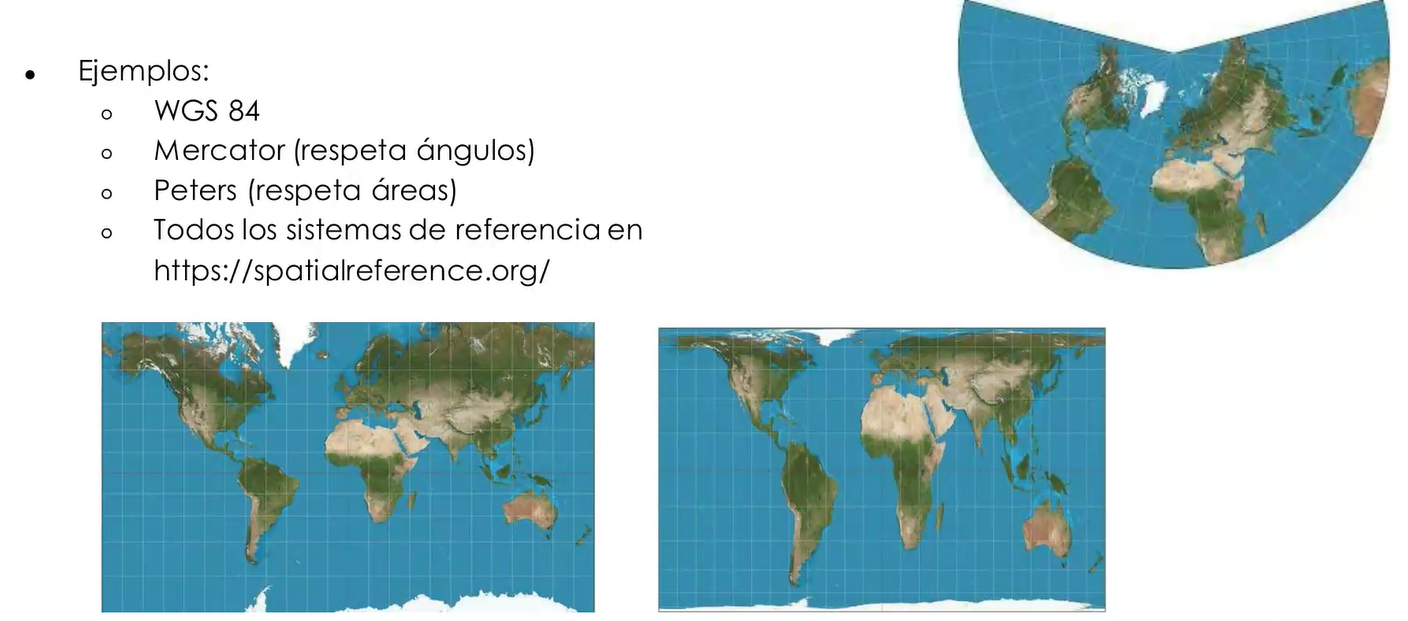 • Ejemplos:
o WGS 84
o Mercator (respeta ángulos)
o Peters (respeta áreas)
o Todos los sistemas de referencia en
https://spatialreference.org/